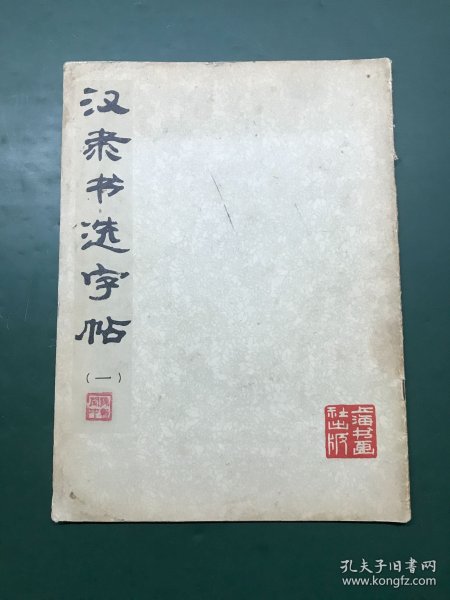 汉隶书选字帖
(一)
上海书画
社出版
孔夫子旧书网
www.kongfz.com